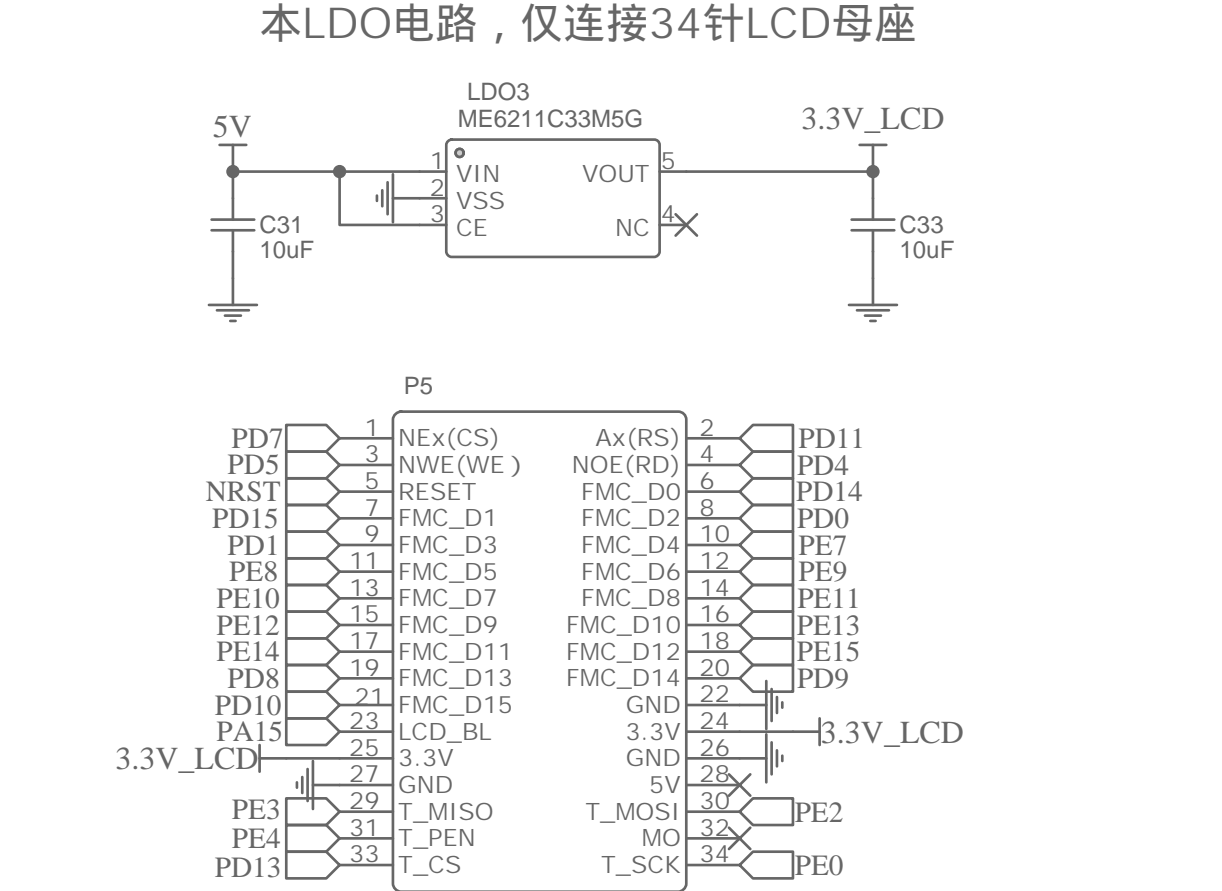 本LDO电路，仅连接34针LCD母座
LDO3
ME6211C33M5G
5V
3.3V_LCD
1 VIN VOUT 5
2 VSS
3 CE NC 4
C31
10uF
C33
10uF
P5
PD7 1 NEx(CS) Ax(RS) 2 PD11
PD5 3 NWE(WE ) NOE(RD) 4 PD4
NRST 5 RESET FMC_D0 6 PD14
PD15 7 FMC_D1 FMC_D2 8 PD0
PD1 9 FMC_D3 FMC_D4 10 PE7
PE8 11 FMC_D5 FMC_D6 12 PE9
PE10 13 FMC_D7 FMC_D8 14 PE11
PE12 15 FMC_D9 FMC_D10 16 PE13
PE14 17 FMC_D11 FMC_D12 18 PE15
PD8 19 FMC_D13 FMC_D14 20 PD9
PD10 21 FMC_D15 GND 22
PA15 23 LCD_BL 3.3V 24 3.3V_LCD
3.3V_LCD 25 3.3V GND 26
27 GND 5V 28
PE3 29 T_MISO T_MOSI 30 PE2
PE4 31 T_PEN MO 32
PD13 33 T_CS T_SCK 34 PE0